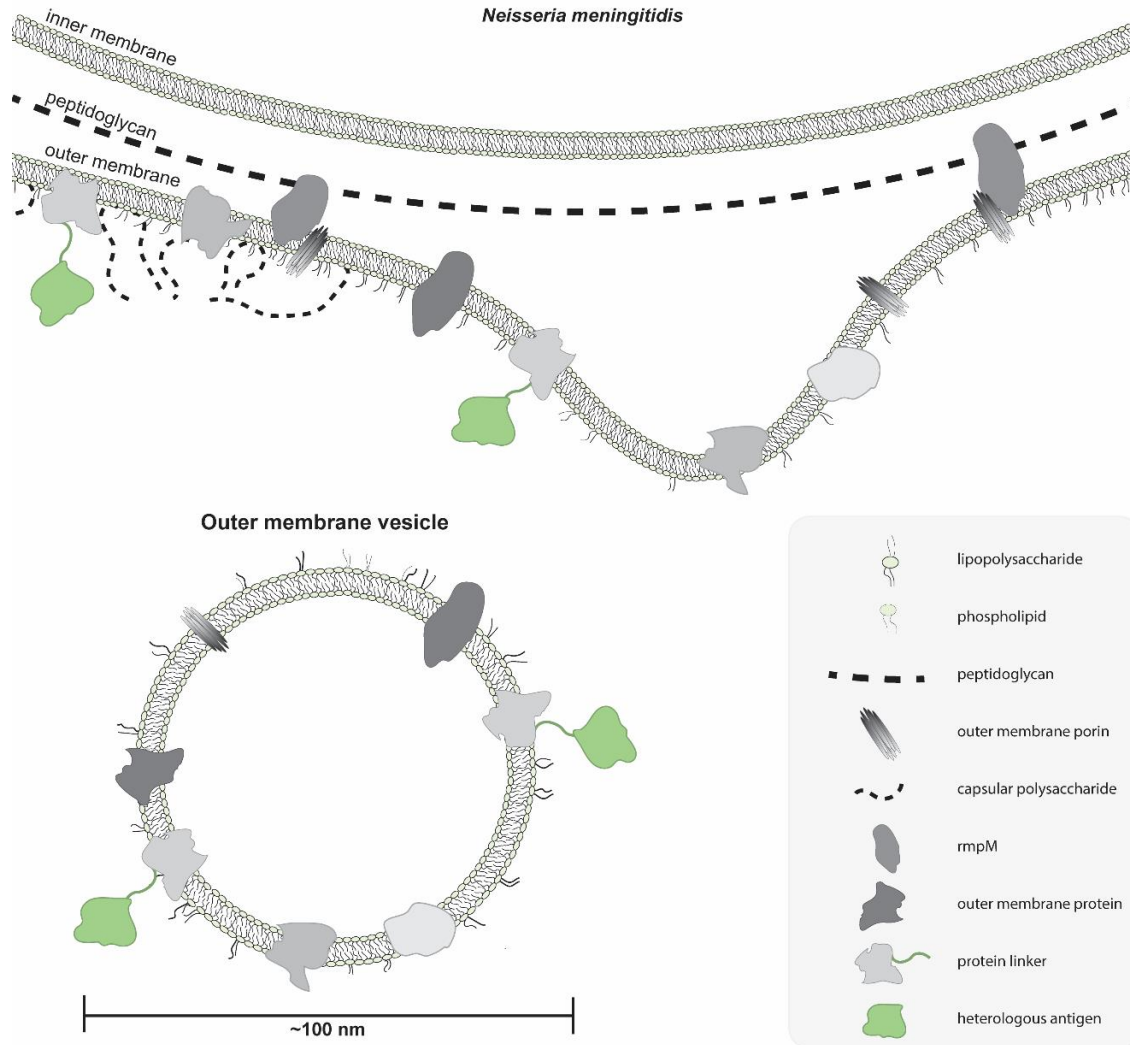 Neisseria meningitidis
inner membrane
peptidoglycan
outer membrane
Outer membrane vesicle
~100 nm
lipopolysaccharide
phospholipid
peptidoglycan
outer membrane porin
capsular polysaccharide
rmpM
outer membrane protein
protein linker
heterologous antigen